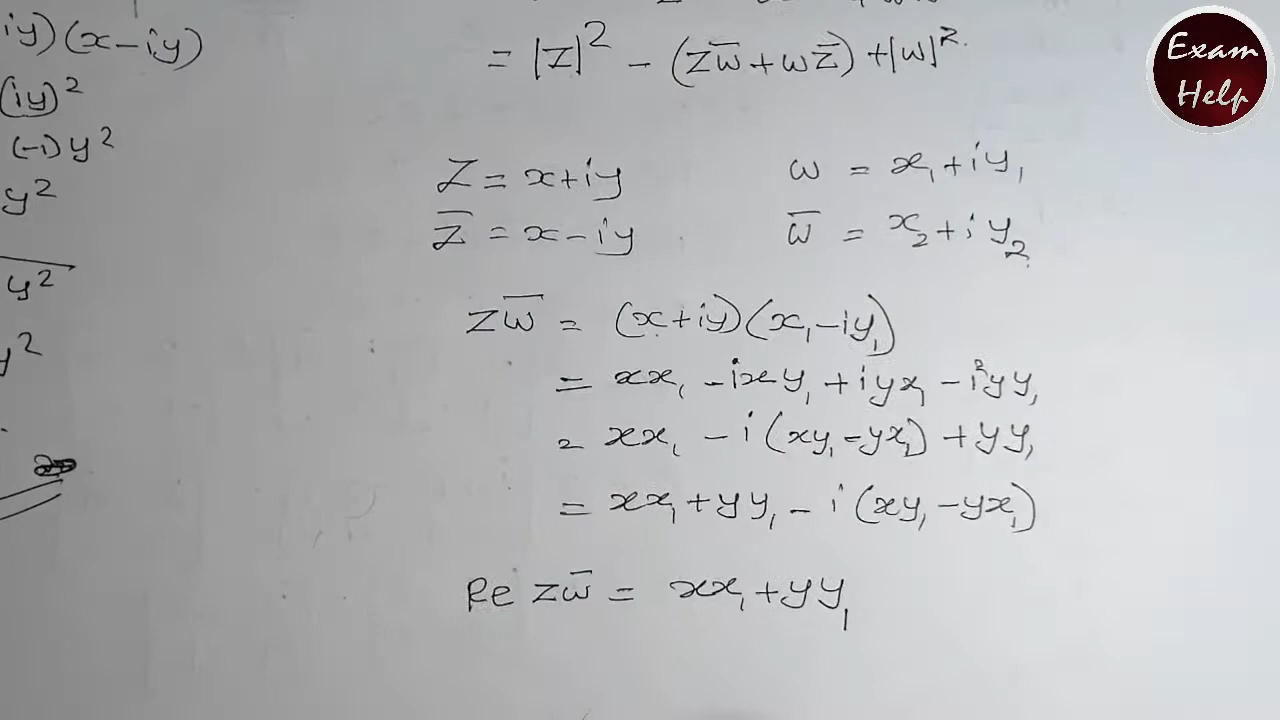 iy)(x-iy)
(iy)²
(-1)y²
y²
y²
y²
= |z|² - (zw̅ + wz̅) + |w|².
Z = x+iy
w = x₁+iy₁
z̅ = x-iy
w̅ = x₂+iy₂
zw̅ = (x+iy)(x₁-iy₁)
= xx₁ - ixy₁ + iyx₁ - i²yy₁
= xx₁ - i(xy₁-yx₁) + yy₁
= xx₁ + yy₁ - i(xy₁-yx₁)
Re zw̅ = xx₁ + yy₁
Exam
Help